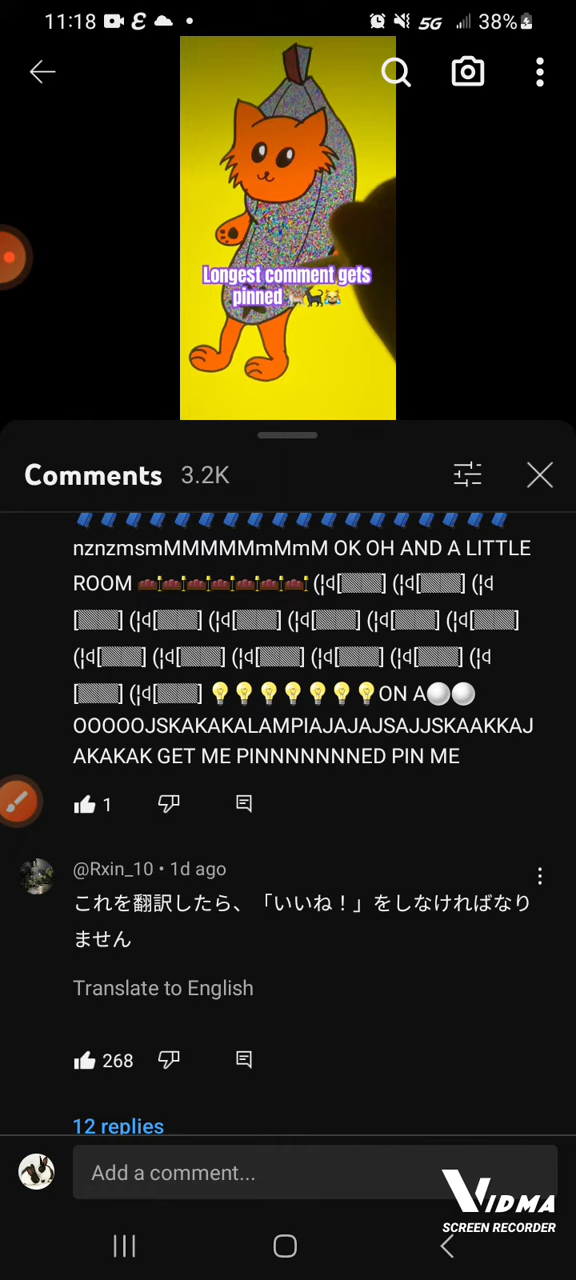 11:18
5G
38%
Longest comment gets
pinned 🐈🐈‍⬛😹
Comments 3.2K
nznzmsmMMMMMmMmM OK OH AND A LITTLE
ROOM 🛌🛌🛌🛌🛌🛌🛌 (¦ꒉ[▒▒] (¦ꒉ[▒▒] (¦ꒉ
[▒▒] (¦ꒉ[▒▒] (¦ꒉ[▒▒] (¦ꒉ[▒▒] (¦ꒉ[▒▒] (¦ꒉ[▒▒]
(¦ꒉ[▒▒] (¦ꒉ[▒▒] (¦ꒉ[▒▒] (¦ꒉ[▒▒] (¦ꒉ[▒▒] (¦ꒉ
[▒▒] (¦ꒉ[▒▒] 💡💡💡💡💡💡💡ON A⚪⚪
OOOOOJSKAKAKALAMPIAJAJAJSAJJSKAAKKAJ
AKAKAK GET ME PINNNNNNNED PIN ME
1
@Rxin_10 • 1d ago
これを翻訳したら、「いいね！」をしなければなり
ません
Translate to English
268
12 replies
Add a comment...
VIDMA
SCREEN RECORDER